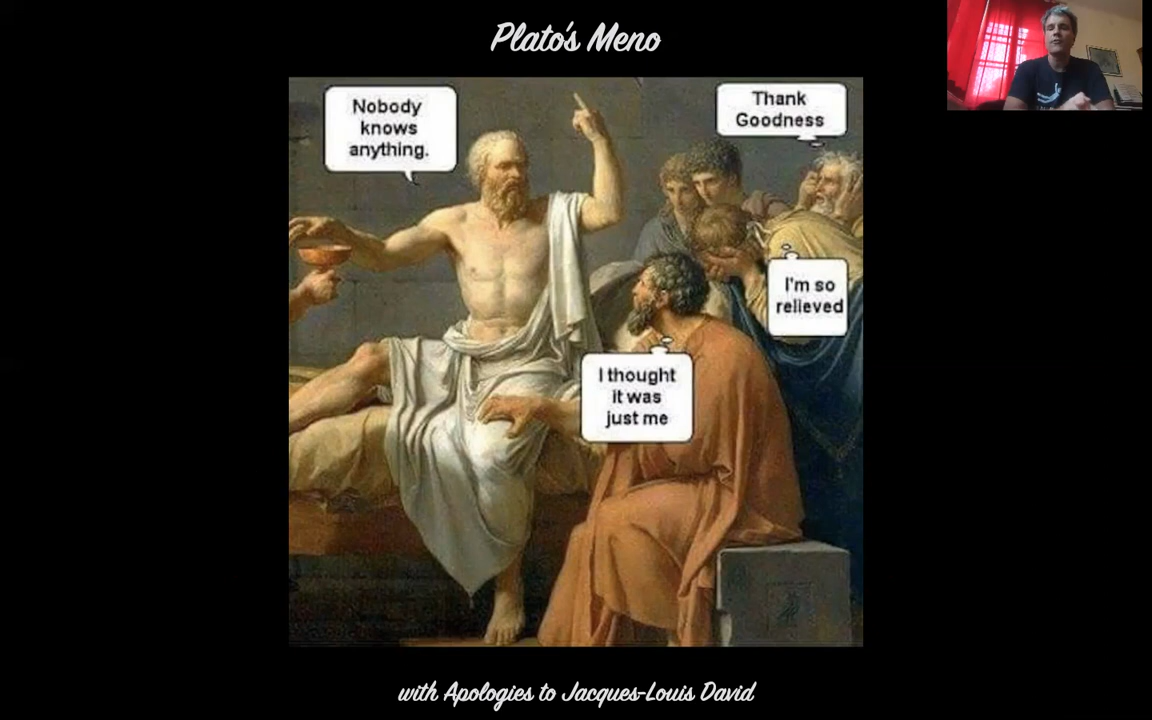 Plato's Meno
Nobody
knows
anything.
Thank
Goodness
I'm so
relieved
I thought
it was
just me
with Apologies to Jacques-Louis David